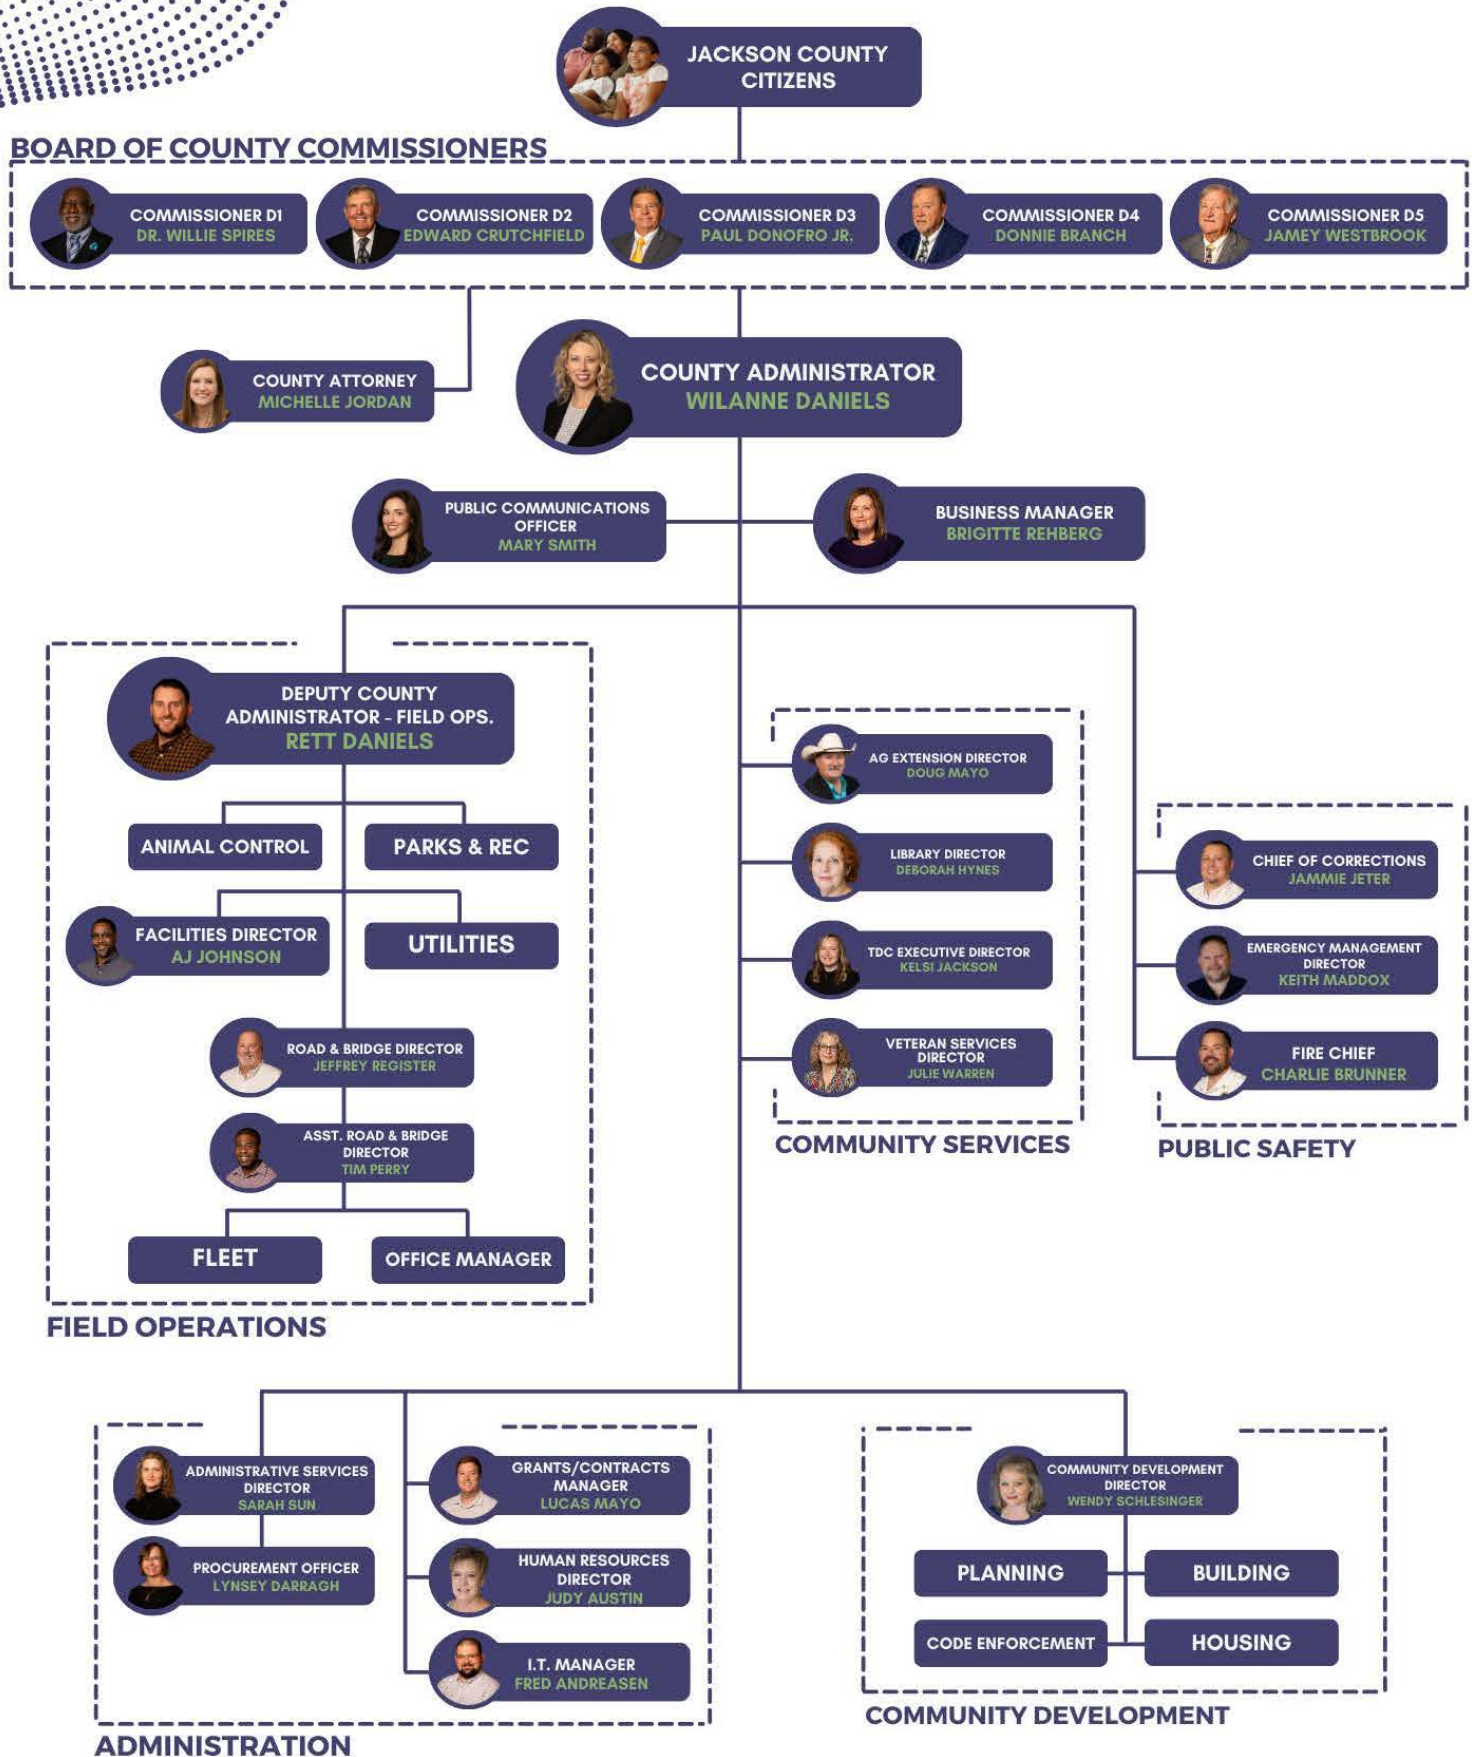 JACKSON COUNTY
CITIZENS
BOARD OF COUNTY COMMISSIONERS
COMMISSIONER D1
DR. WILLIE SPIRES
COMMISSIONER D2
EDWARD CRUTCHFIELD
COMMISSIONER D3
PAUL DONOFRO JR.
COMMISSIONER D4
DONNIE BRANCH
COMMISSIONER D5
JAMEY WESTBROOK
COUNTY ATTORNEY
MICHELLE JORDAN
COUNTY ADMINISTRATOR
WILANNE DANIELS
PUBLIC COMMUNICATIONS
OFFICER
MARY SMITH
BUSINESS MANAGER
BRIGITTE REHBERG
DEPUTY COUNTY
ADMINISTRATOR - FIELD OPS.
RETT DANIELS
ANIMAL CONTROL
PARKS & REC
FACILITIES DIRECTOR
AJ JOHNSON
UTILITIES
ROAD & BRIDGE DIRECTOR
JEFFREY REGISTER
ASST. ROAD & BRIDGE
DIRECTOR
TIM PERRY
FLEET
OFFICE MANAGER
FIELD OPERATIONS
AG EXTENSION DIRECTOR
DOUG MAYO
LIBRARY DIRECTOR
DEBORAH HYNES
TDC EXECUTIVE DIRECTOR
KELSI JACKSON
VETERAN SERVICES
DIRECTOR
JULIE WARREN
COMMUNITY SERVICES
CHIEF OF CORRECTIONS
JAMMIE JETER
EMERGENCY MANAGEMENT
DIRECTOR
KEITH MADDOX
FIRE CHIEF
CHARLIE BRUNNER
PUBLIC SAFETY
ADMINISTRATIVE SERVICES
DIRECTOR
SARAH SUN
PROCUREMENT OFFICER
LYNSEY DARRAGH
GRANTS/CONTRACTS
MANAGER
LUCAS MAYO
HUMAN RESOURCES
DIRECTOR
JUDY AUSTIN
I.T. MANAGER
FRED ANDREASEN
ADMINISTRATION
COMMUNITY DEVELOPMENT
DIRECTOR
WENDY SCHLESINGER
PLANNING
BUILDING
CODE ENFORCEMENT
HOUSING
COMMUNITY DEVELOPMENT